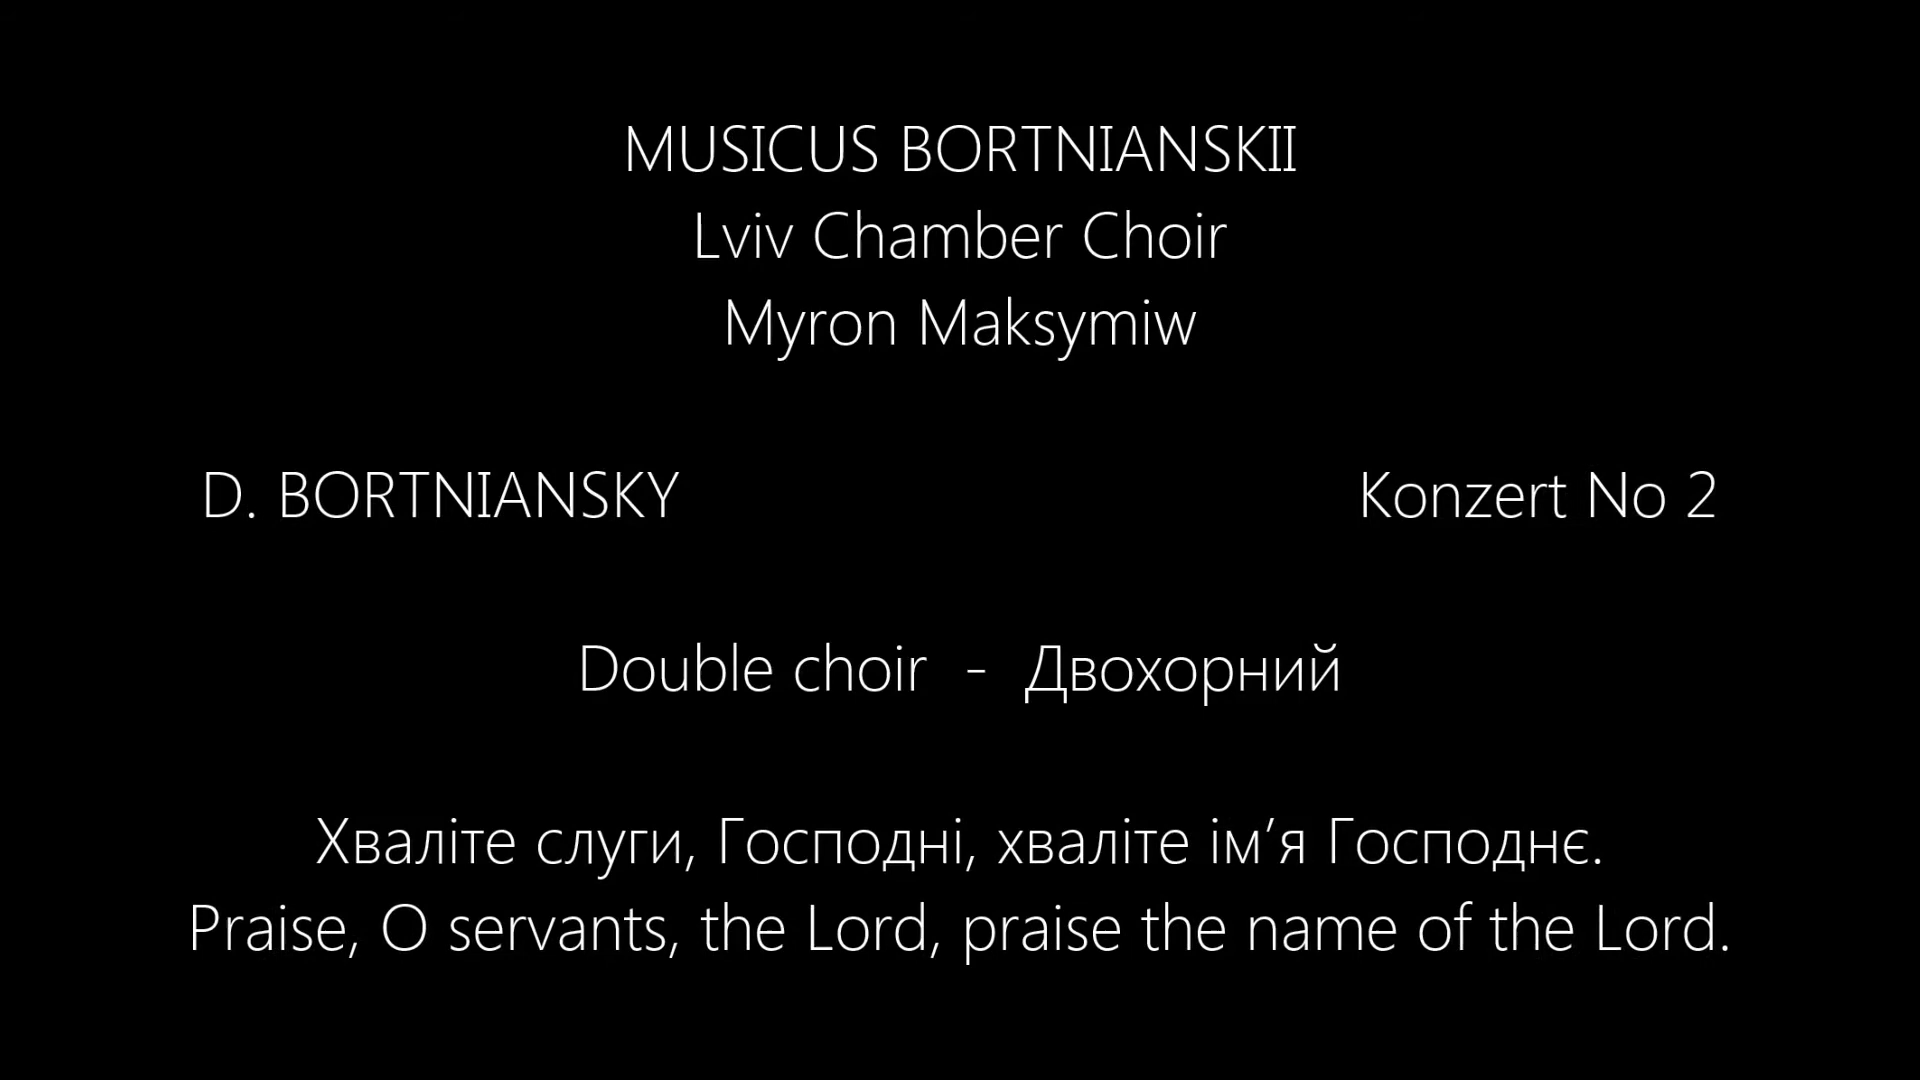 MUSICUS BORTNIANSKII
Lviv Chamber Choir
Myron Maksymiw
D. BORTNIANSKY Konzert No 2
Double choir - Двохорний
Хваліте слуги, Господні, хваліте ім’я Господнє.
Praise, O servants, the Lord, praise the name of the Lord.